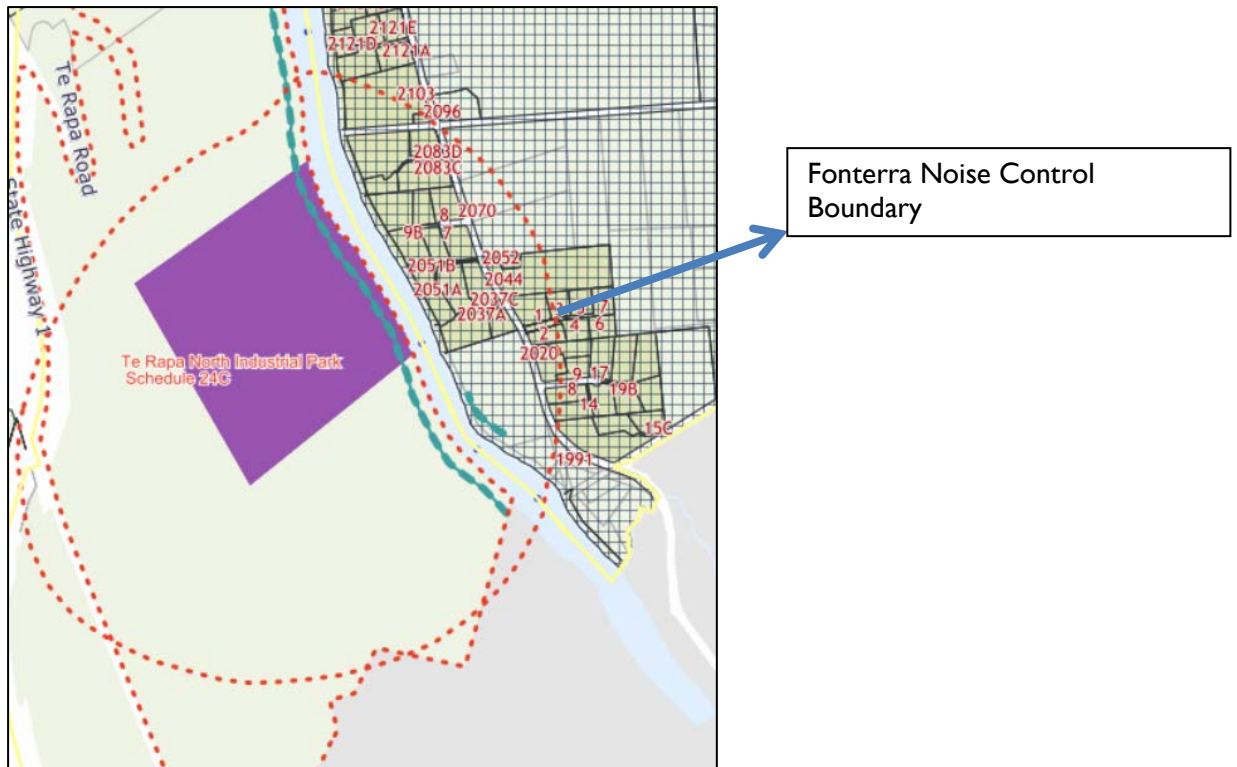 2121E
2121D
2121A
Te Rapa Road
2103
2096
Fonterra Noise Control
Boundary
2083D
2083C
State Highway 1
8
2070
9B
7
2051B
2052
2051A
2044
2037C
2037A
1
7
2
4
6
2020
Te Rapa North Industrial Park
Schedule 24C
9
17
8
19B
14
15C
1991